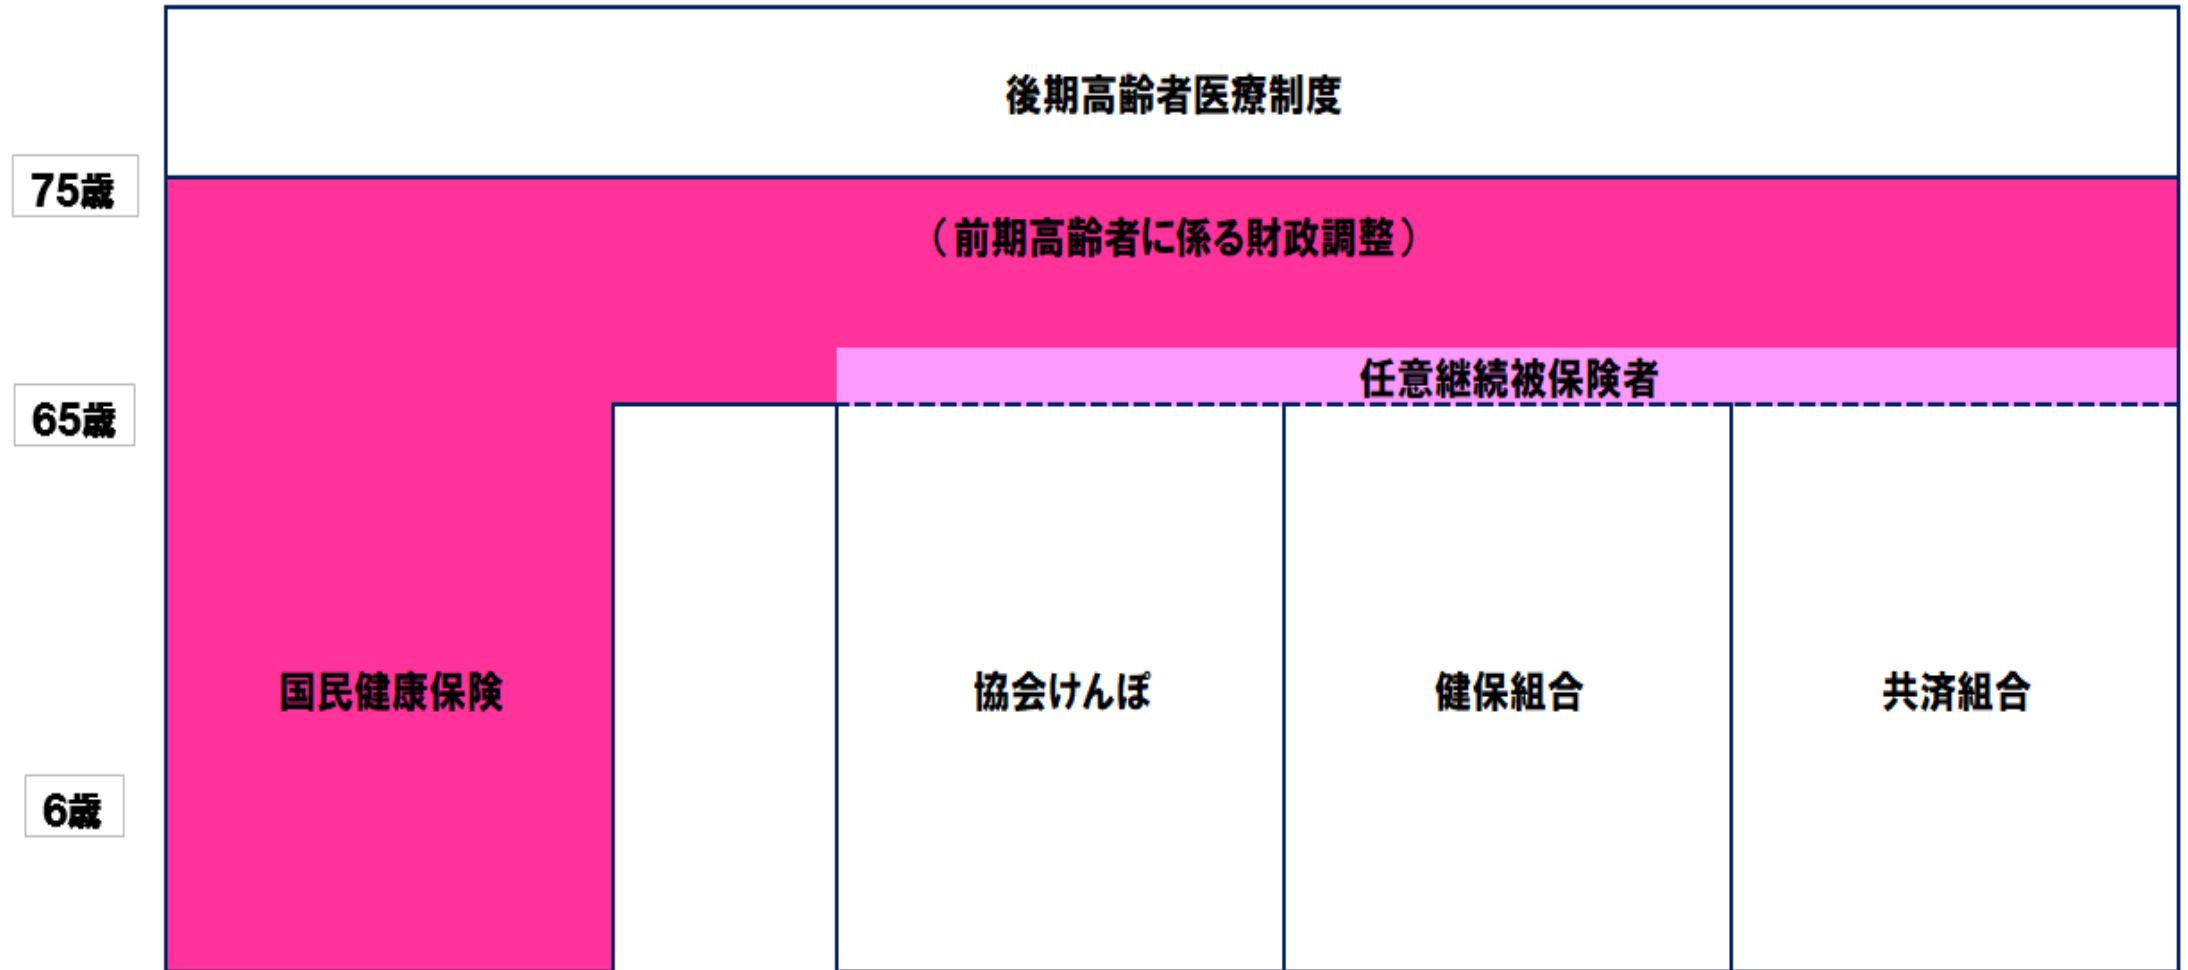 後期高齢者医療制度
75歳
（前期高齢者に係る財政調整）
任意継続被保険者
65歳
国民健康保険
協会けんぽ
健保組合
共済組合
6歳